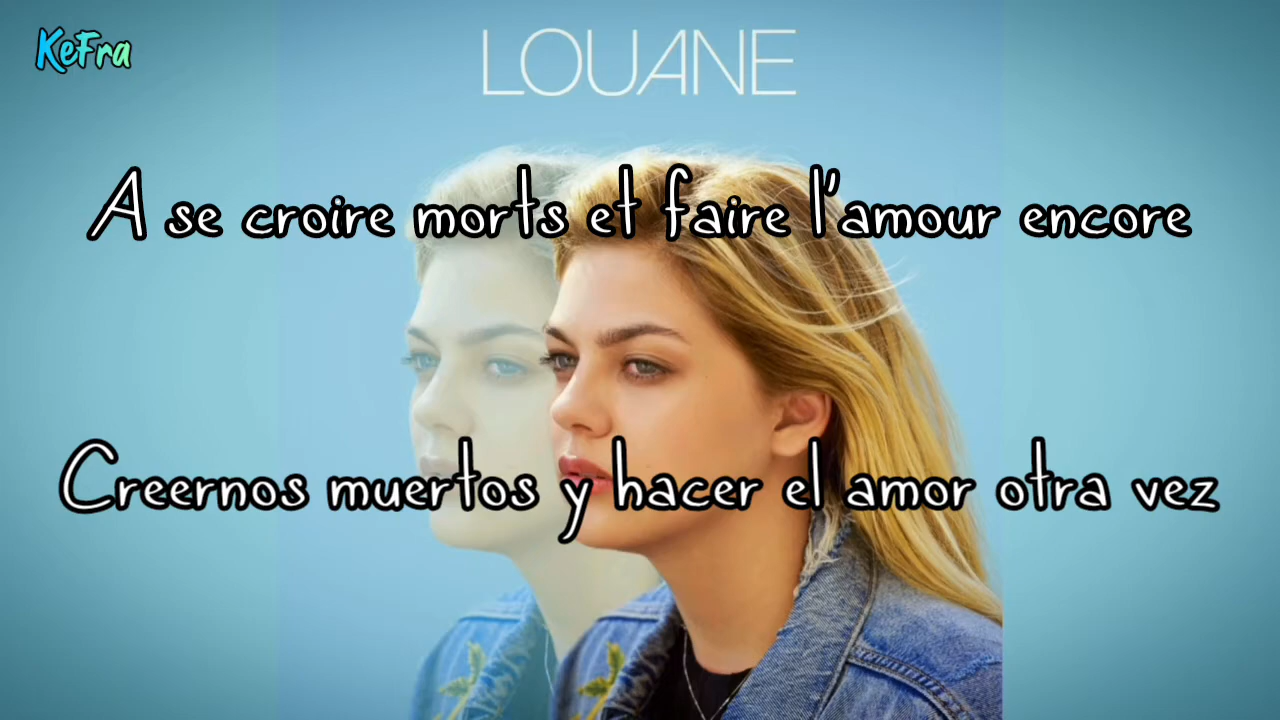 KeFra
LOUANE
A se croire morts et faire l'amour encore
Creernos muertos y hacer el amor otra vez